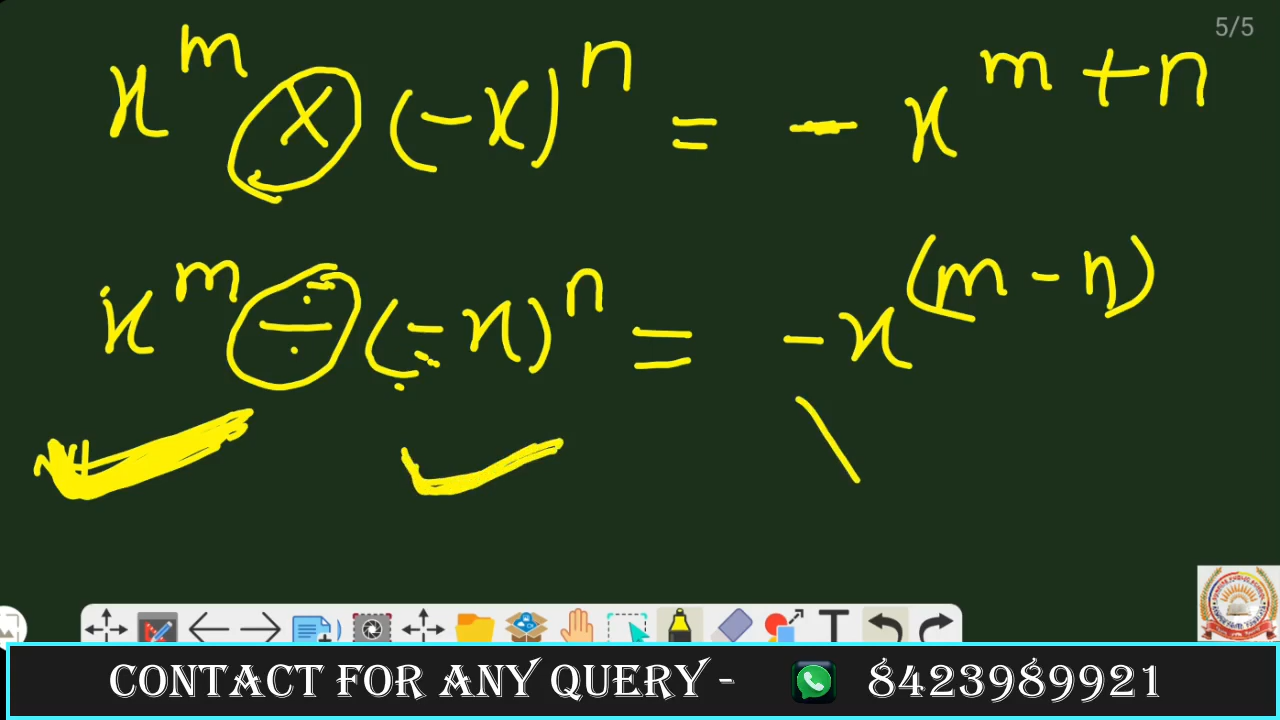 5/5
x^m × (-x)^n = - x^{m+n}
x^m ÷ (-x)^n = -x^{(m-n)}
T
CONTACT FOR ANY QUERY - 8423989921